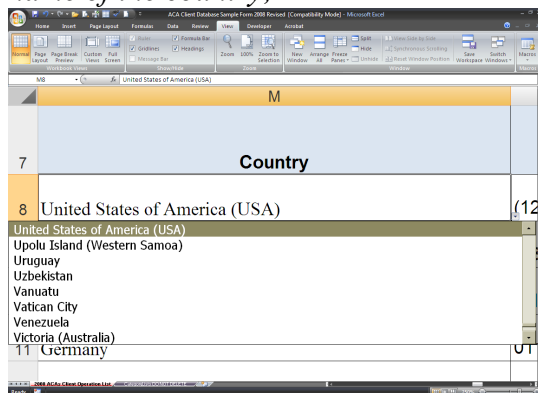 ACA Client Database Sample Form 2008 Revised [Compatibility Mode] - Microsoft Excel
Home Insert Page Layout Formulas Data Review View Developer Acrobat
Normal Page Layout Page Break Preview Custom Views Full Screen
Ruler Formula Bar
Gridlines Headings
Message Bar
Zoom 100% Zoom to Selection
New Window Arrange All Freeze Panes
Split
Hide
Unhide
View Side by Side
Synchronous Scrolling
Reset Window Position
Save Workspace Switch Windows
Macros
Workbook Views Show/Hide Zoom Window Macros
M8 United States of America (USA)
M
7 Country
8 United States of America (USA) (12
United States of America (USA)
Upolu Island (Western Samoa)
Uruguay
Uzbekistan
Vanuatu
Vatican City
Venezuela
Victoria (Australia)
11 Germany 01
2008 ACAs Client Operation List
Ready